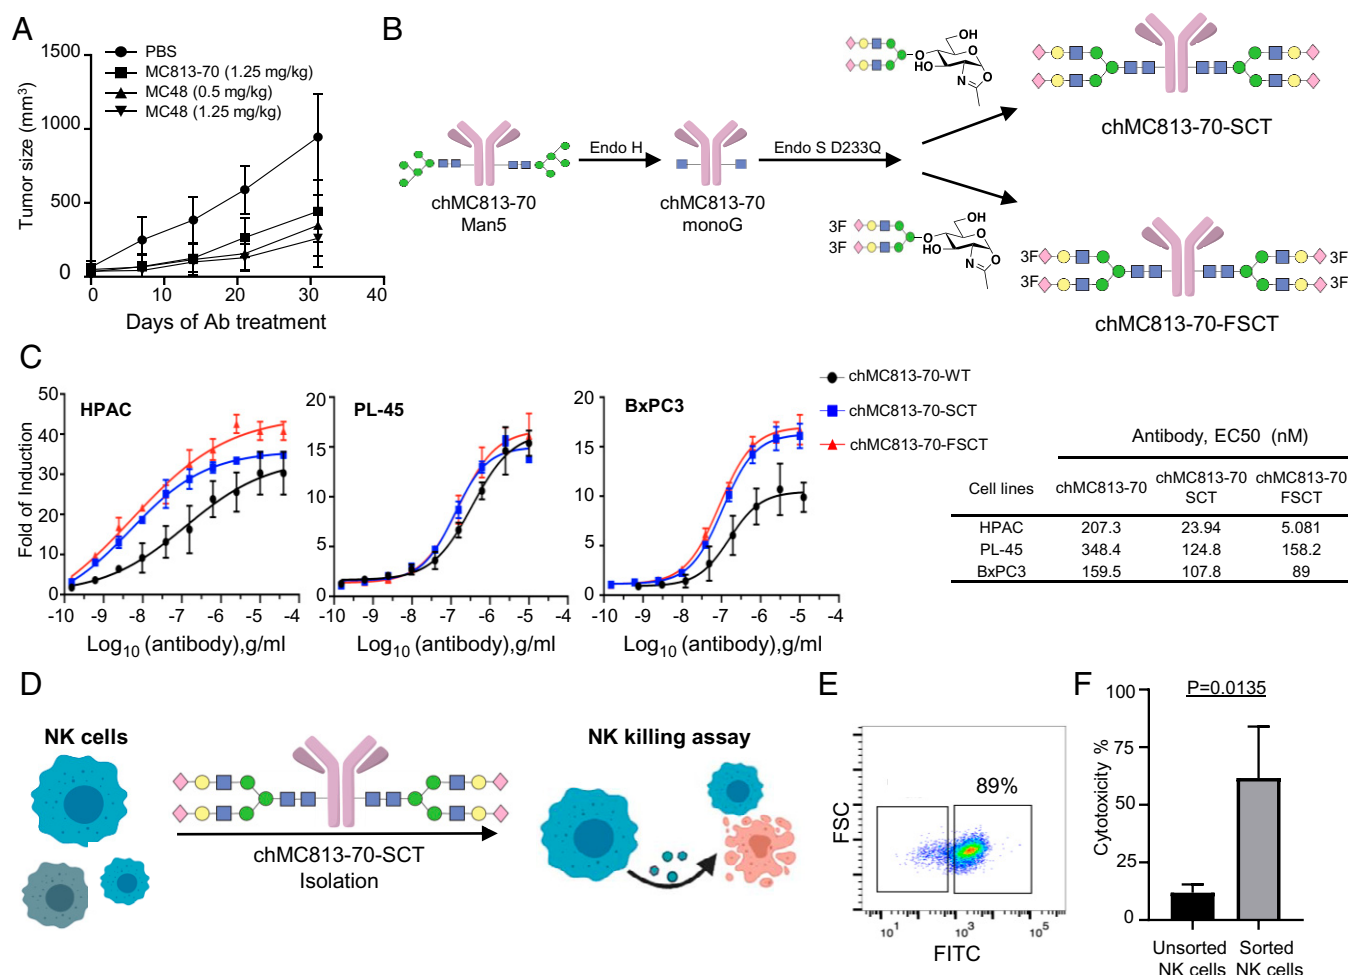 A
1500
1000
500
0
Tumor size (mm³)
PBS
MC813-70 (1.25 mg/kg)
MC48 (0.5 mg/kg)
MC48 (1.25 mg/kg)
0 10 20 30 40
Days of Ab treatment
B
chMC813-70
Man5
Endo H
chMC813-70
monoG
Endo S D233Q
OH
O
HO
O
N
O
chMC813-70-SCT
3F
3F
OH
O
HO
O
N
O
3F 3F
3F 3F
chMC813-70-FSCT
C
Fold of Induction
HPAC
50
40
30
20
10
0
-10 -9 -8 -7 -6 -5 -4
Log10 (antibody),g/ml
PL-45
20
15
10
5
0
-10 -9 -8 -7 -6 -5 -4
Log10 (antibody),g/ml
BxPC3
20
15
10
5
0
-10 -9 -8 -7 -6 -5 -4
Log10 (antibody),g/ml
chMC813-70-WT
chMC813-70-SCT
chMC813-70-FSCT
Antibody, EC50 (nM)
Cell lines chMC813-70 chMC813-70 SCT chMC813-70 FSCT
HPAC 207.3 23.94 5.081
PL-45 348.4 124.8 158.2
BxPC3 159.5 107.8 89
D
NK cells
chMC813-70-SCT
Isolation
NK killing assay
E
FSC
89%
10¹ 10³ 10⁵
FITC
F
P=0.0135
100
75
50
25
0
Cytotoxicity %
Unsorted NK cells
Sorted NK cells